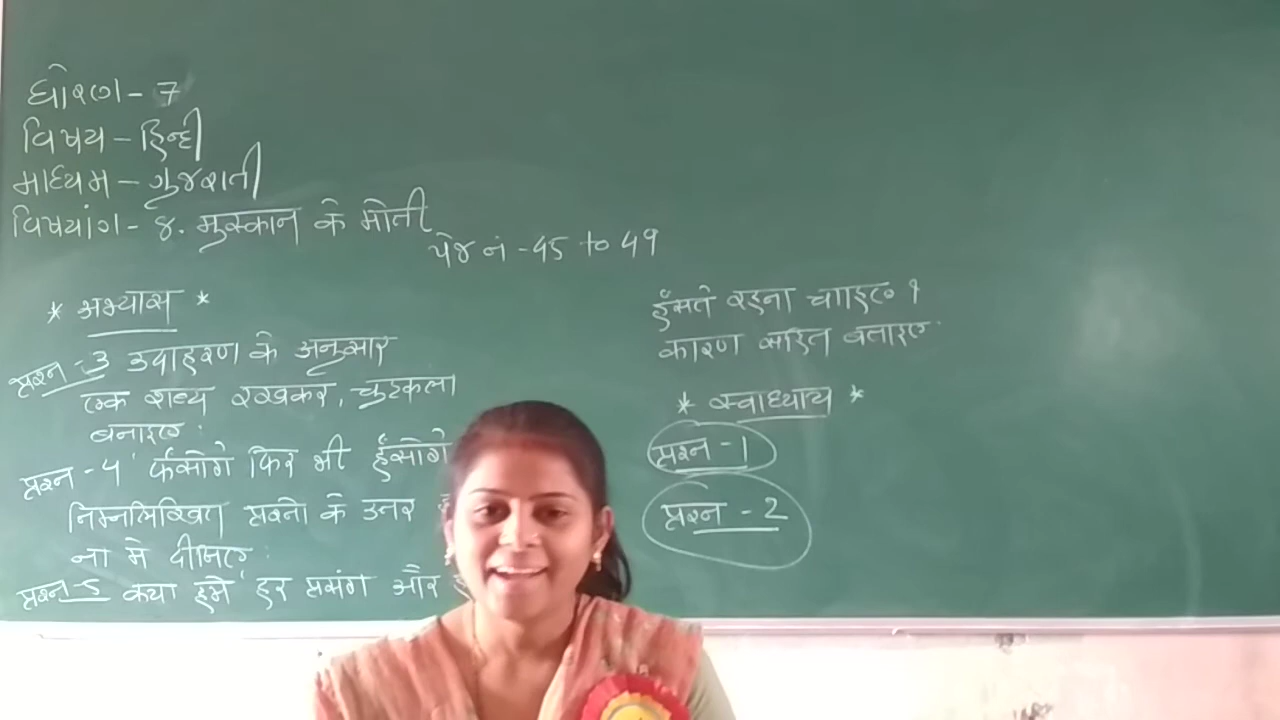 धोरण - 7
विषय - हिन्दी
माध्यम - गुजराती
विषयांग - 8. मुस्कान के मोती
पेज नं - 45 to 49
* अभ्यास *
प्रश्न - 3 उदाहरण के अनुसार
एक शब्द रखकर, चुटकला
बनाइए:
प्रश्न - 4 फँसोगे फिर भी हँसोगे
निम्नलिखित प्रश्नो के उत्तर
ना मे दीजिए:
प्रश्न - 5 क्या हमे हर प्रसंग और
हँसते रहना चाहिए ?
कारण सहित बताइए.
* स्वाध्याय *
प्रश्न - 1
प्रश्न - 2